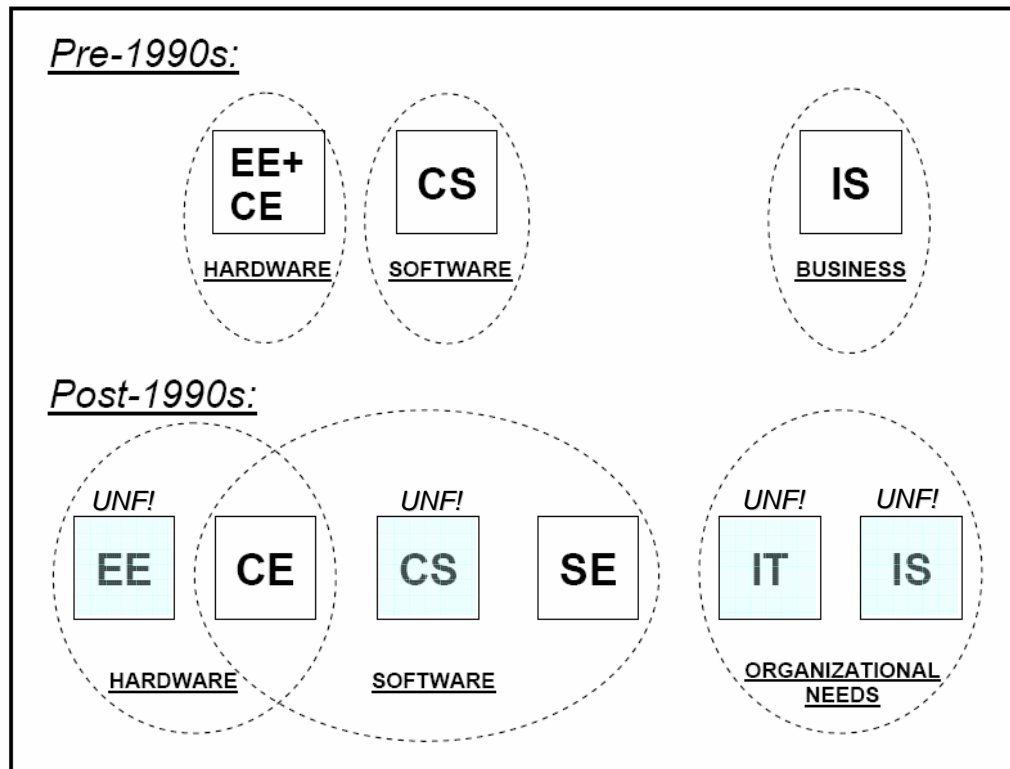 Pre-1990s:
EE+
CE
CS
IS
HARDWARE
SOFTWARE
BUSINESS
Post-1990s:
UNF!
UNF!
UNF!
UNF!
EE
CE
CS
SE
IT
IS
HARDWARE
SOFTWARE
ORGANIZATIONAL
NEEDS